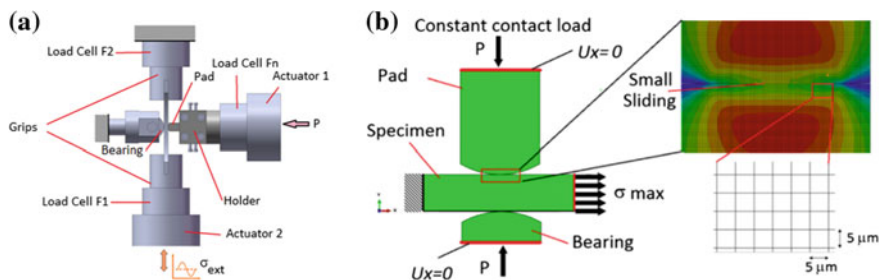 (a)
Load Cell F2
Pad
Load Cell Fn
Actuator 1
Grips
Bearing
P
Load Cell F1
Holder
Actuator 2
σext
(b)
Constant contact load
P
Ux=0
Pad
Specimen
σ max
Bearing
Ux=0
P
Small
Sliding
5 μm
5 μm